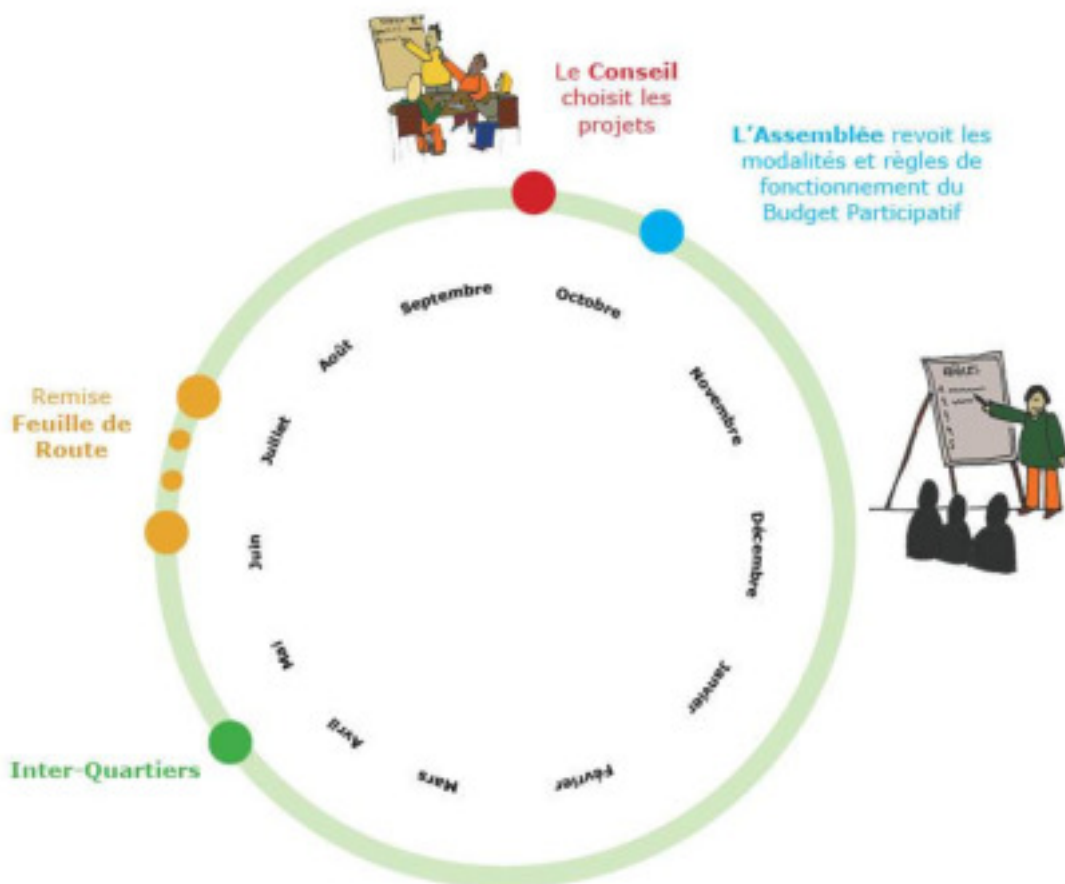 Le Conseil
choisit les
projets
L'Assemblée revoit les
modalités et règles de
fonctionnement du
Budget Participatif
Septembre
Octobre
Août
Novembre
Remise
Feuille de
Route
Juillet
Juin
Décembre
Mai
Janvier
Avril
Inter-Quartiers
Mars
Février